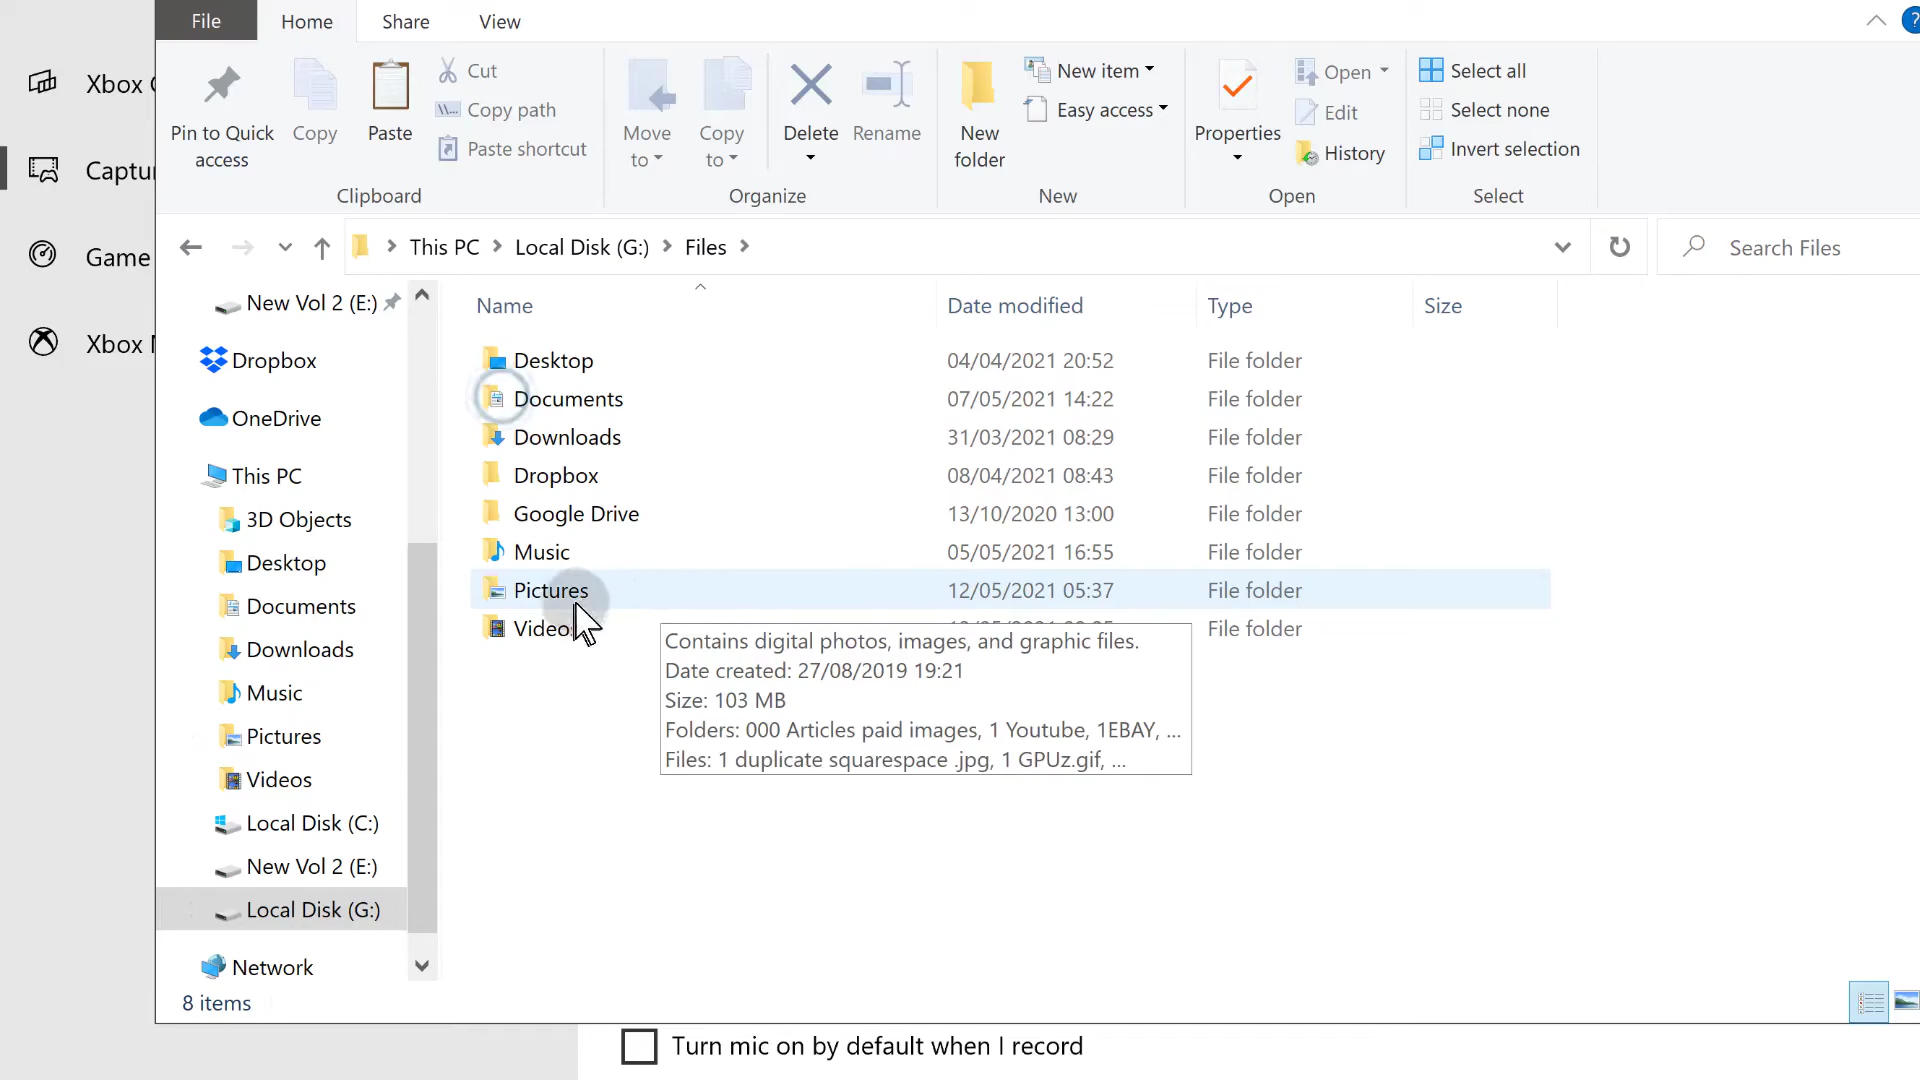 File Home Share View
Xbox
Captu
Game
Xbox
Pin to Quick access
Copy
Paste
Cut
Copy path
Paste shortcut
Clipboard
Move to
Copy to
Delete
Rename
Organize
New folder
New item
Easy access
New
Properties
Open
Edit
History
Open
Select all
Select none
Invert selection
Select
This PC Local Disk (G:) Files
Search Files
New Vol 2 (E:)
Dropbox
OneDrive
This PC
3D Objects
Desktop
Documents
Downloads
Music
Pictures
Videos
Local Disk (C:)
New Vol 2 (E:)
Local Disk (G:)
Network
8 items
Name Date modified Type Size
Desktop 04/04/2021 20:52 File folder
Documents 07/05/2021 14:22 File folder
Downloads 31/03/2021 08:29 File folder
Dropbox 08/04/2021 08:43 File folder
Google Drive 13/10/2020 13:00 File folder
Music 05/05/2021 16:55 File folder
Pictures 12/05/2021 05:37 File folder
Videos File folder
Contains digital photos, images, and graphic files.
Date created: 27/08/2019 19:21
Size: 103 MB
Folders: 000 Articles paid images, 1 Youtube, 1EBAY, ...
Files: 1 duplicate squarespace .jpg, 1 GPUz.gif, ...
Turn mic on by default when I record